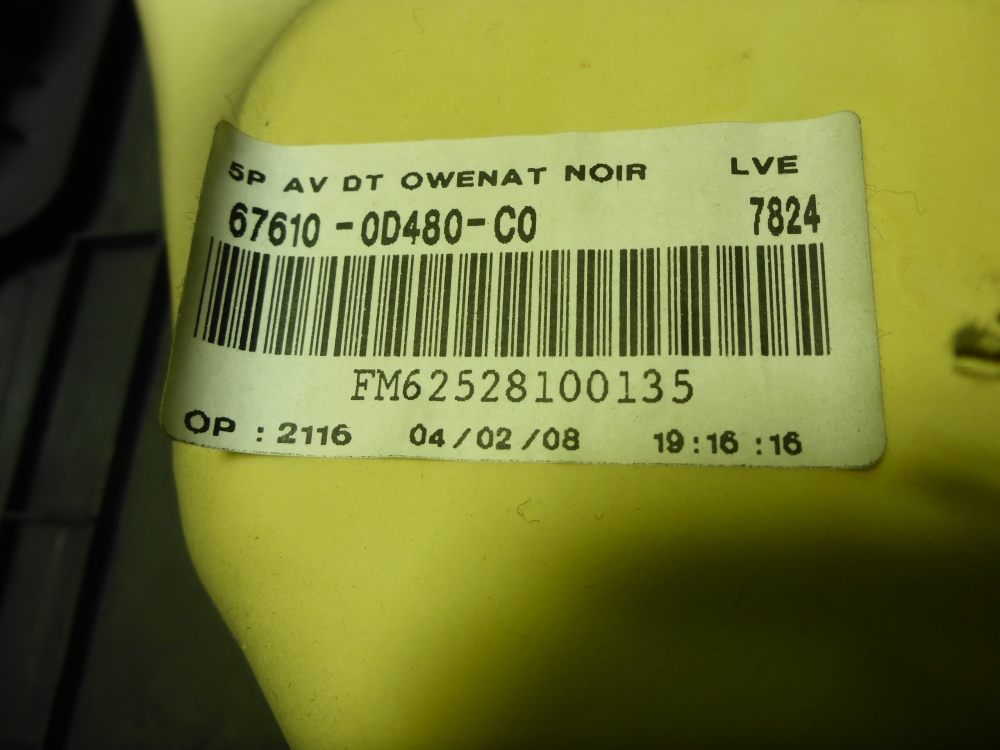 5P AV DT OWENAT NOIR LVE
67610-0D480-C0 7824
FM62528100135
OP : 2116 04/02/08 19:16:16